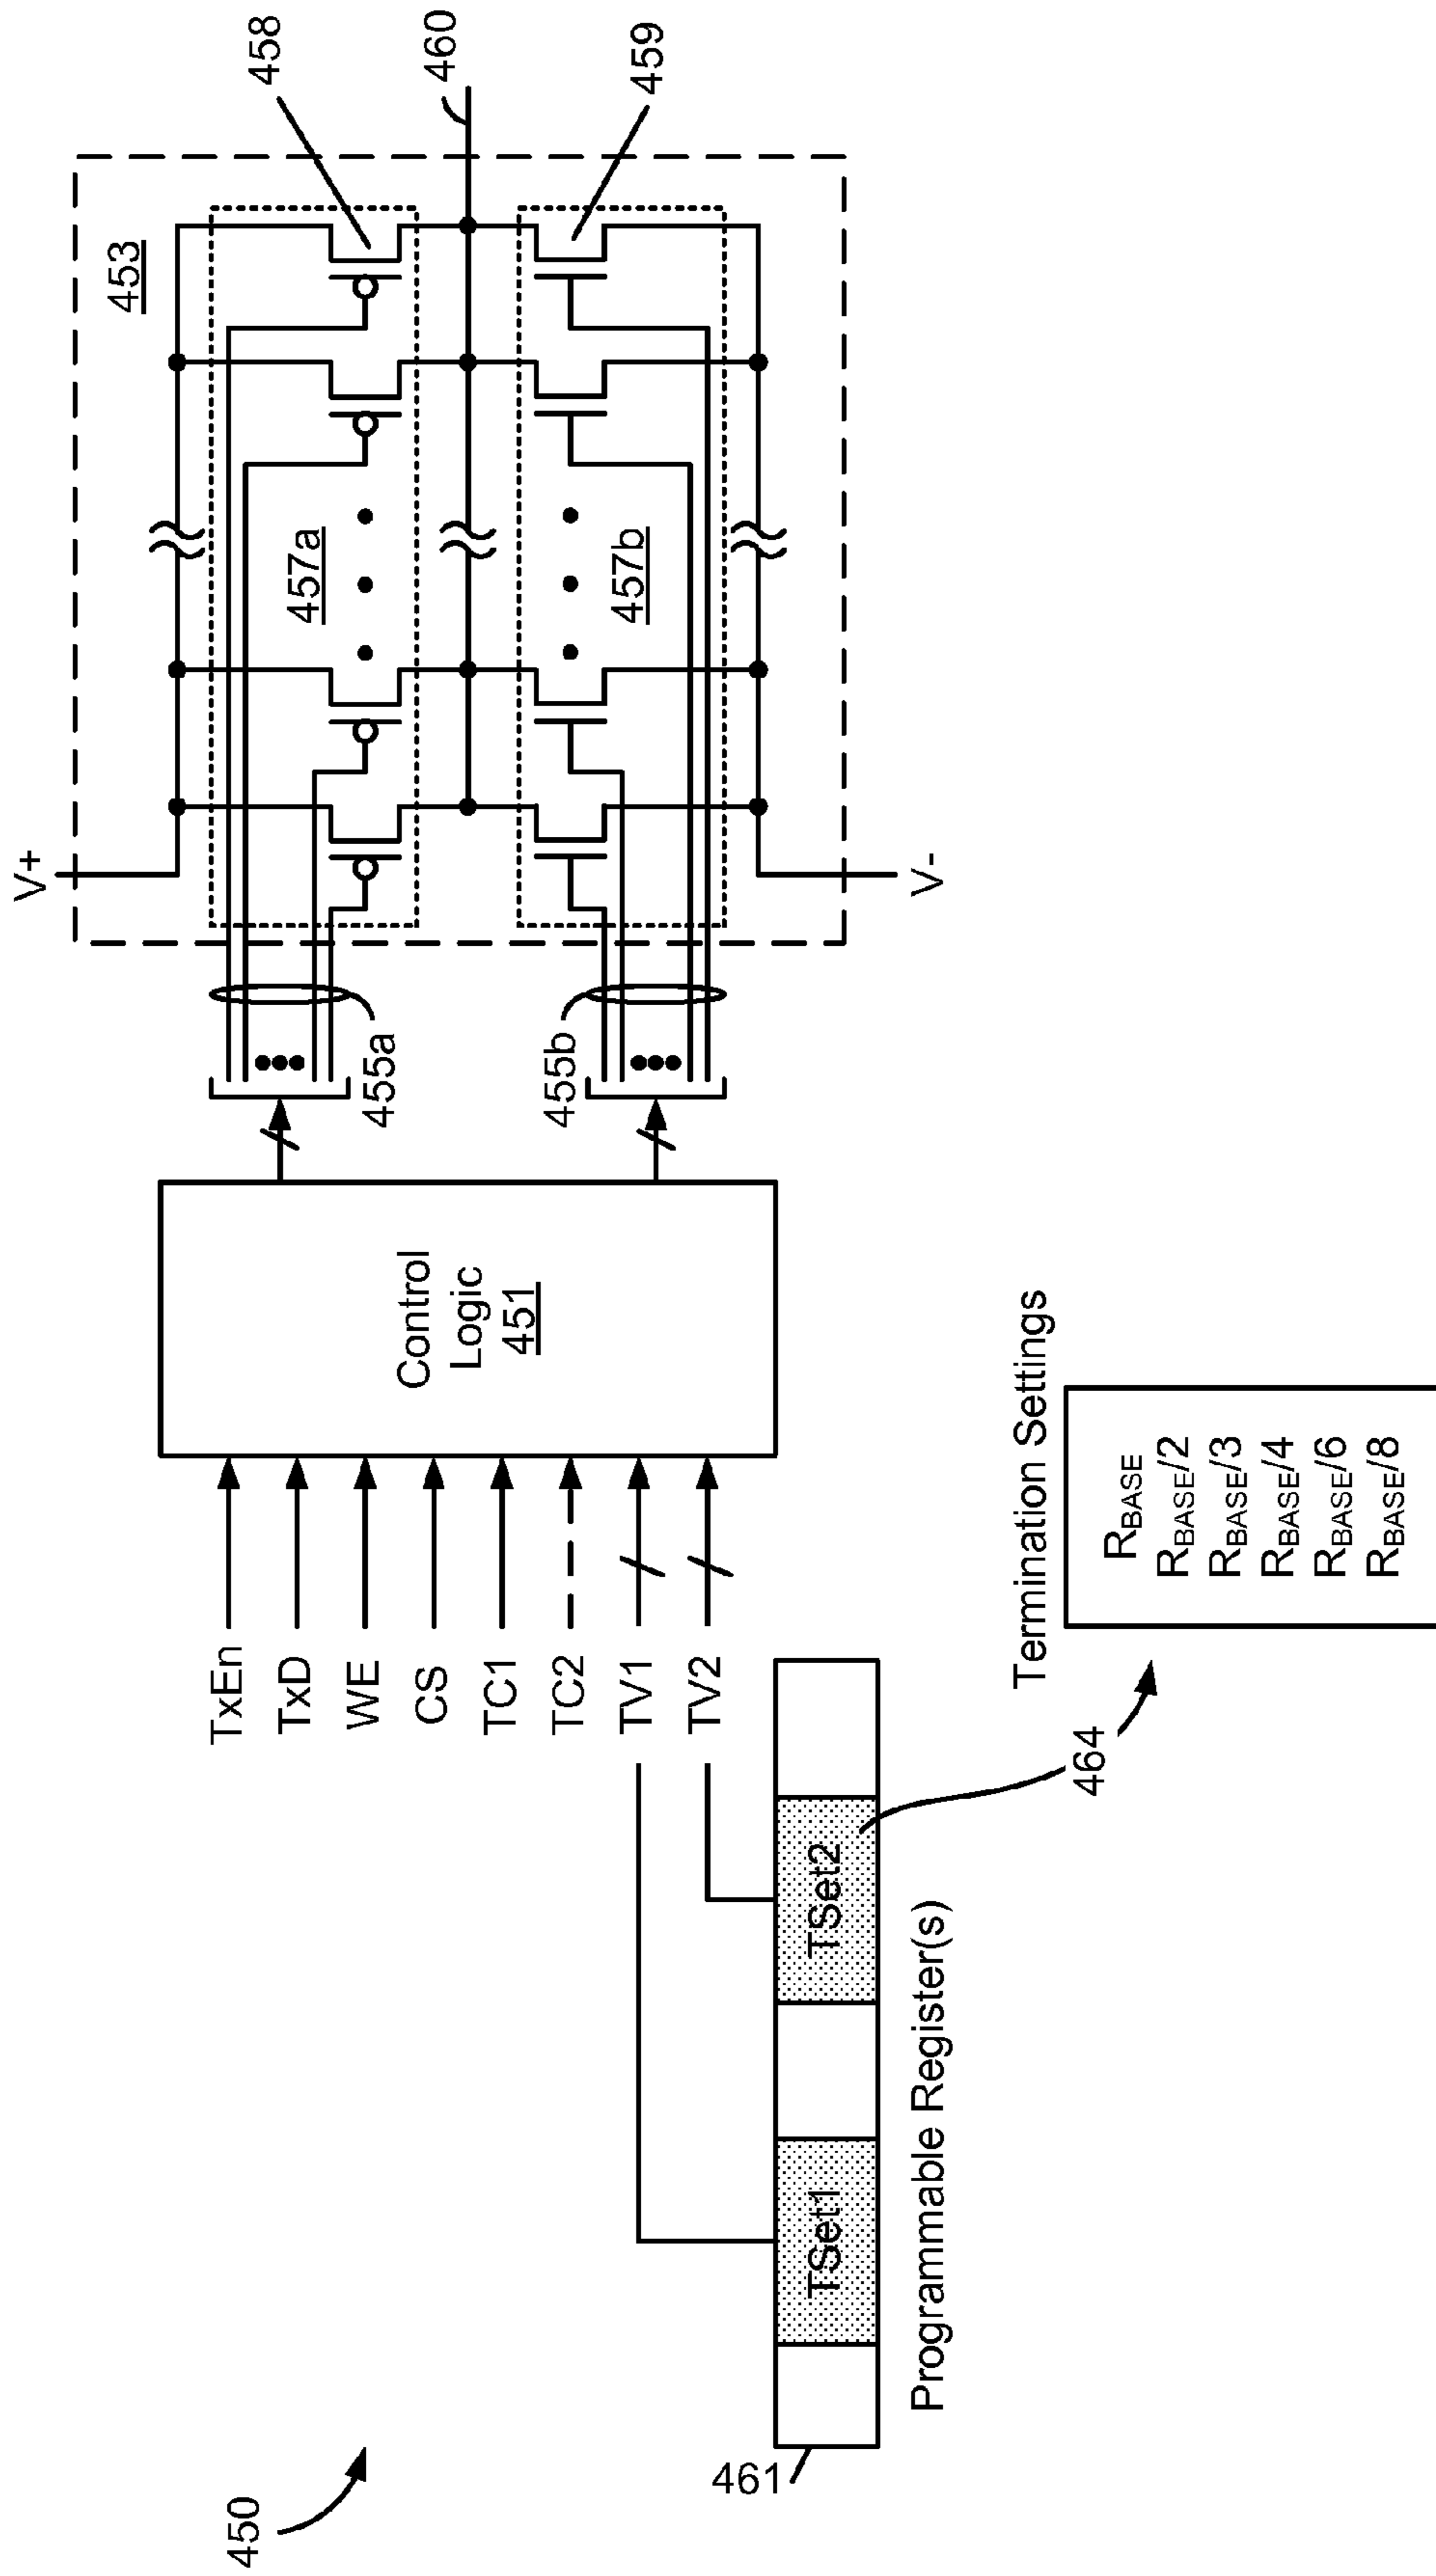 450
V+
453
458
460
459
457a
457b
V-
455a
455b
Control
Logic
451
TxEn
TxD
WE
CS
TC1
TC2
TV1
TV2
461
TSet1
TSet2
Programmable Register(s)
464
Termination Settings
RBASE
RBASE/2
RBASE/3
RBASE/4
RBASE/6
RBASE/8